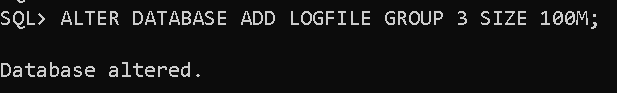 SQL> ALTER DATABASE ADD LOGFILE GROUP 3 SIZE 100M;
Database altered.